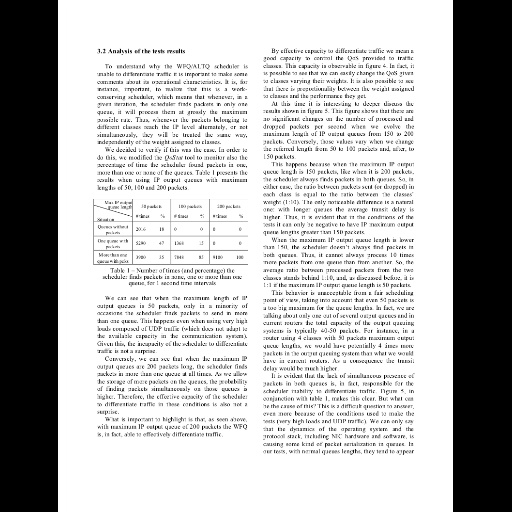 3.2 Analysis of the tests results
To understand why the WFQ/ALTQ scheduler is
unable to differentiate traffic it is important to make some
comments about its operational characteristics. It is, for
instance, important, to realize that this is a work-
conserving scheduler, which means that whenever, in a
given iteration, the scheduler finds packets in only one
queue, it will process them at grossly the maximum
possible rate. Thus, whenever the packets belonging to
different classes reach the IP level alternately, or not
simultaneously, they will be treated the same way,
independently of the weight assigned to classes.
We decided to verify if this was the case. In order to
do this, we modified the QoStat tool to monitor also the
percentage of time the scheduler found packets in one,
more than one or none of the queues. Table 1 presents the
results when using IP output queues with maximum
lengths of 50, 100 and 200 packets.
Max IP output
queue length 50 packets 100 packets 200 packets
Situation # times % # times % # times %
Queues without
packets 2016 18 0 0 0 0
One queue with
packets 5290 47 1368 15 0 0
More than one
queue with packs 3900 35 7848 85 9400 100
Table 1 – Number of times (and percentage) the
scheduler finds packets in none, one or more than one
queue, for 1 second time intervals
We can see that when the maximum length of IP
output queues is 50 packets, only in a minority of
occasions the scheduler finds packets to send in more
than one queue. This happens even when using very high
loads composed of UDP traffic (which does not adapt to
the available capacity in the communication system).
Given this, the incapacity of the scheduler to differentiate
traffic is not a surprise.
Conversely, we can see that when the maximum IP
output queues are 200 packets long, the scheduler finds
packets in more than one queue at all times. As we allow
the storage of more packets on the queues, the probability
of finding packets simultaneously on those queues is
higher. Therefore, the effective capacity of the scheduler
to differentiate traffic in these conditions is also not a
surprise.
What is important to highlight is that, as seen above,
with maximum IP output queue of 200 packets the WFQ
is, in fact, able to effectively differentiate traffic.
By effective capacity to differentiate traffic we mean a
good capacity to control the QoS provided to traffic
classes. This capacity is observable in figure 4. In fact, it
is possible to see that we can easily change the QoS given
to classes varying their weights. It is also possible to see
that there is proportionality between the weight assigned
to classes and the performance they get.
At this time it is interesting to deeper discuss the
results shown in figure 5. This figure shows that there are
no significant changes on the number of processed and
dropped packets per second when we evolve the
maximum length of IP output queues from 150 to 200
packets. Conversely, those values vary when we change
the referred length from 50 to 100 packets and, after, to
150 packets.
This happens because when the maximum IP output
queue length is 150 packets, like when it is 200 packets,
the scheduler always finds packets in both queues. So, in
either case, the ratio between packets sent (or dropped) in
each class is equal to the ratio between the classes'
weight (1:10). The only noticeable difference is a natural
one: with longer queues the average transit delay is
higher. Thus, it is evident that in the conditions of the
tests it can only be negative to have IP maximum output
queue lengths greater than 150 packets.
When the maximum IP output queue length is lower
than 150, the scheduler doesn't always find packets in
both queues. Thus, it cannot always process 10 times
more packets from one queue than from another. So, the
average ratio between processed packets from the two
classes stands behind 1:10, and, as discussed before, it is
1:1 if the maximum IP output queue length is 50 packets.
This behavior is unacceptable from a fair scheduling
point of view, taking into account that even 50 packets is
a too big maximum for the queue lengths. In fact, we are
talking about only one out of several output queues and in
current routers the total capacity of the output queuing
systems is typically 40-50 packets. For instance, in a
router using 4 classes with 50 packets maximum output
queue lengths, we would have potentially 4 times more
packets in the output queuing system than what we would
have in current routers. As a consequence the transit
delay would be much higher.
It is evident that the lack of simultaneous presence of
packets in both queues is, in fact, responsible for the
scheduler inability to differentiate traffic. Figure 5, in
conjunction with table 1, makes this clear. But what can
be the cause of this? This is a difficult question to answer,
even more because of the conditions used to make the
tests (very high loads and UDP traffic). We can only say
that the dynamics of the operating system and the
protocol stack, including NIC hardware and software, is
causing some kind of packet serialization in queues. In
our tests, with normal queues lengths, they tend to appear